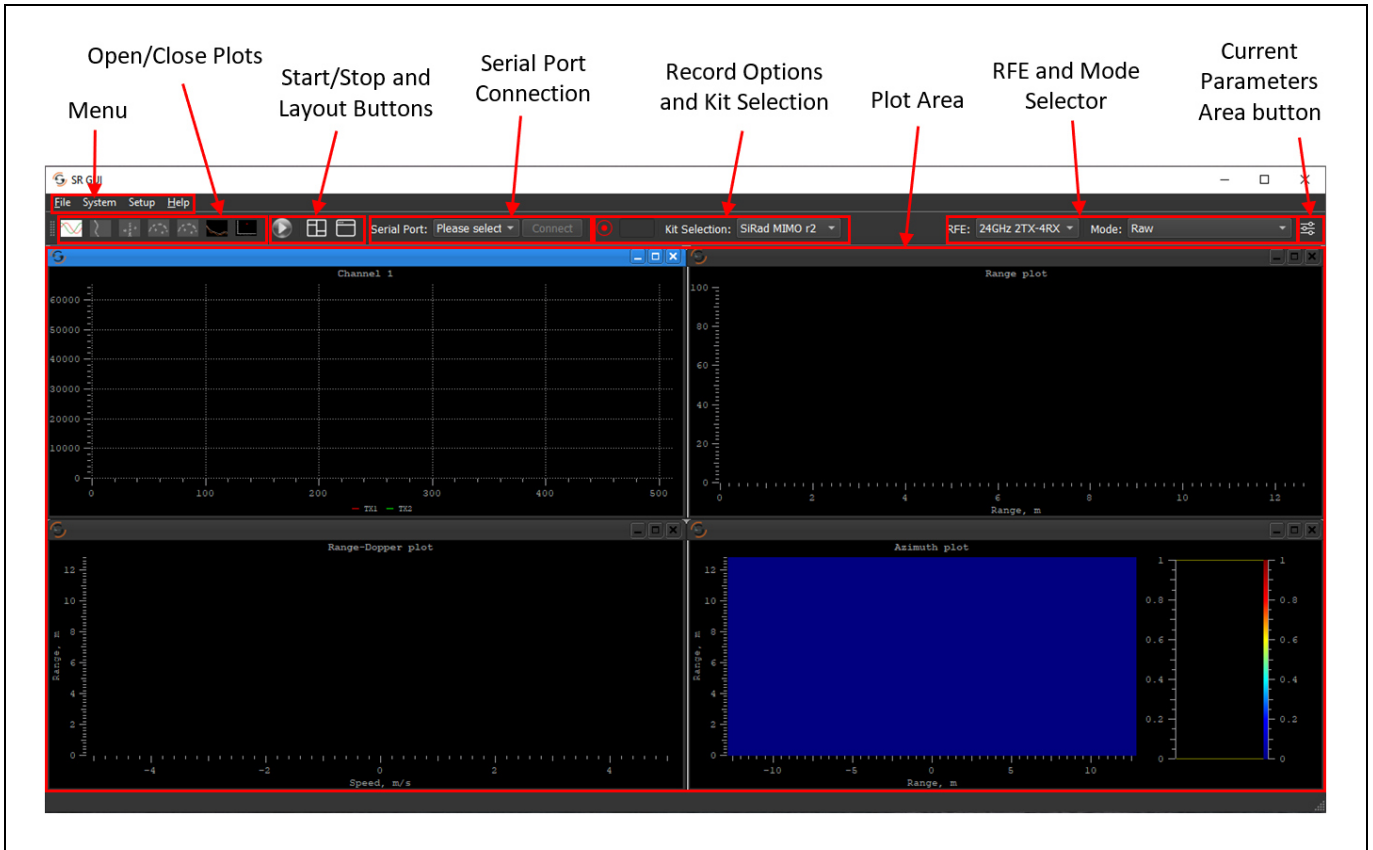 Open/Close Plots
Menu
Start/Stop and
Layout Buttons
Serial Port
Connection
Record Options
and Kit Selection
Plot Area
RFE and Mode
Selector
Current
Parameters
Area button
SR GUI
File System Setup Help
Serial Port: Please select Connect Kit Selection: SiRad MIMO r2 RFE: 24GHz 2TX-4RX Mode: Raw
Channel 1
60000
50000
40000
30000
20000
10000
0
0 100 200 300 400 500
TX1 TX2
Range plot
100
80
60
40
20
0
0 2 4 6 8 10 12
Range, m
Range-Dopper plot
12
10
8
6
4
2
0
Range, m
-4 -2 0 2 4
Speed, m/s
Azimuth plot
12
10
8
6
4
2
0
Range, m
-10 -5 0 5 10
Range, m
1 1
0.8 0.8
0.6 0.6
0.4 0.4
0.2 0.2
0 0